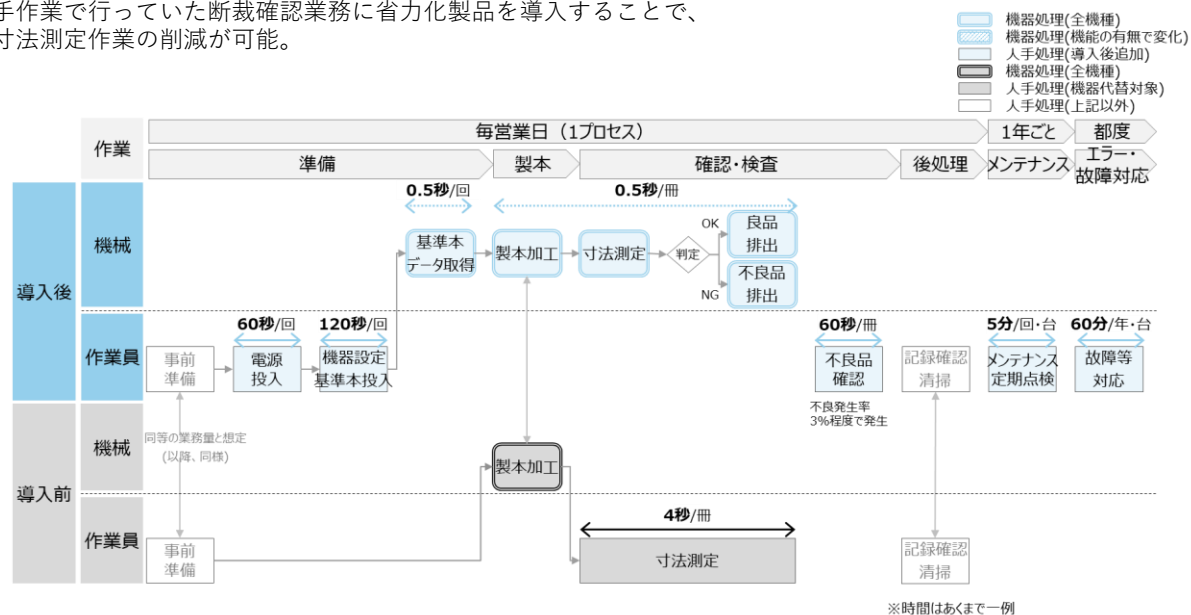 手作業で行っていた断裁確認業務に省力化製品を導入することで、
寸法測定作業の削減が可能。
機器処理(全機種)
機器処理(機能の有無で変化)
人手処理(導入後追加)
機器処理(全機種)
人手処理(機器代替対象)
人手処理(上記以外)
作業
毎営業日（1プロセス）
1年ごと
都度
準備
製本
確認・検査
後処理
メンテナンス
エラー・
故障対応
導入後
機械
0.5秒/回
0.5秒/冊
基準本
データ取得
製本加工
寸法測定
判定
OK
NG
良品
排出
不良品
排出
作業員
60秒/回
120秒/回
60秒/冊
5分/回・台
60分/年・台
事前
準備
電源
投入
機器設定
基準本投入
不良品
確認
記録確認
清掃
メンテナンス
定期点検
故障等
対応
不良発生率
3%程度で発生
導入前
機械
同等の業務量と想定
(以降、同様)
製本加工
作業員
4秒/冊
事前
準備
寸法測定
記録確認
清掃
※時間はあくまで一例